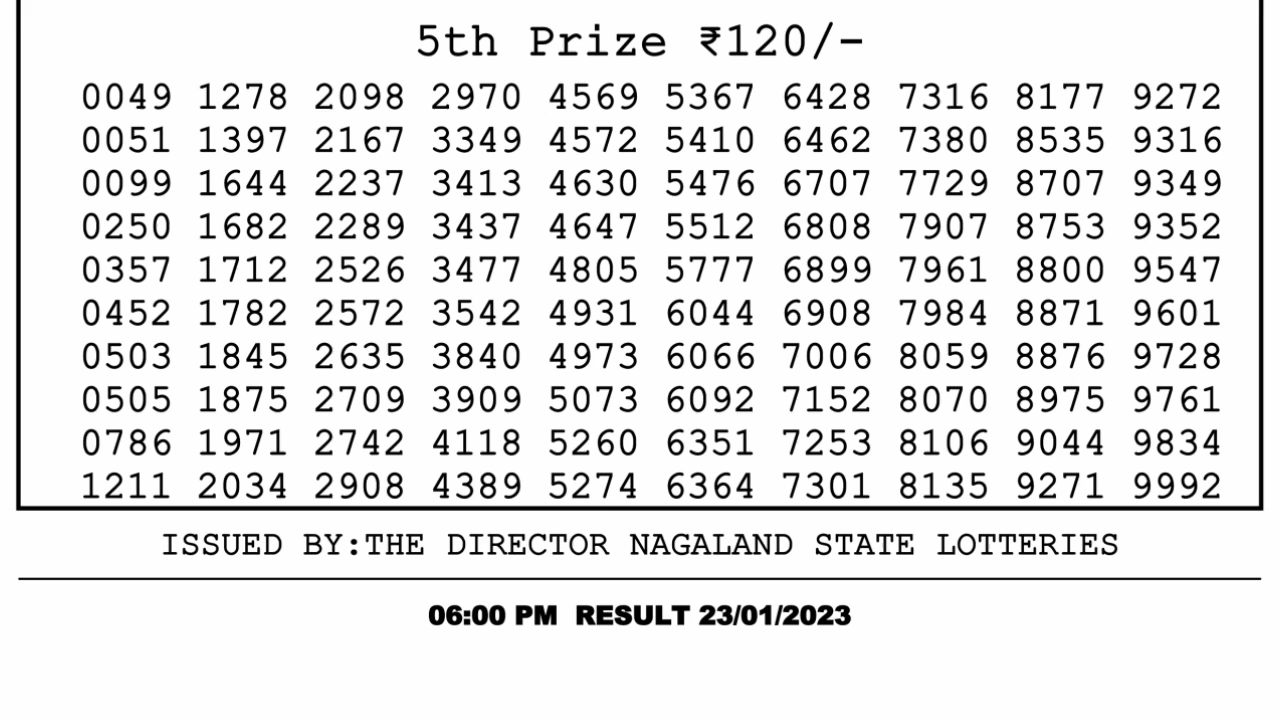 5th Prize ₹120/-
0049 1278 2098 2970 4569 5367 6428 7316 8177 9272
0051 1397 2167 3349 4572 5410 6462 7380 8535 9316
0099 1644 2237 3413 4630 5476 6707 7729 8707 9349
0250 1682 2289 3437 4647 5512 6808 7907 8753 9352
0357 1712 2526 3477 4805 5777 6899 7961 8800 9547
0452 1782 2572 3542 4931 6044 6908 7984 8871 9601
0503 1845 2635 3840 4973 6066 7006 8059 8876 9728
0505 1875 2709 3909 5073 6092 7152 8070 8975 9761
0786 1971 2742 4118 5260 6351 7253 8106 9044 9834
1211 2034 2908 4389 5274 6364 7301 8135 9271 9992
ISSUED BY:THE DIRECTOR NAGALAND STATE LOTTERIES
06:00 PM RESULT 23/01/2023